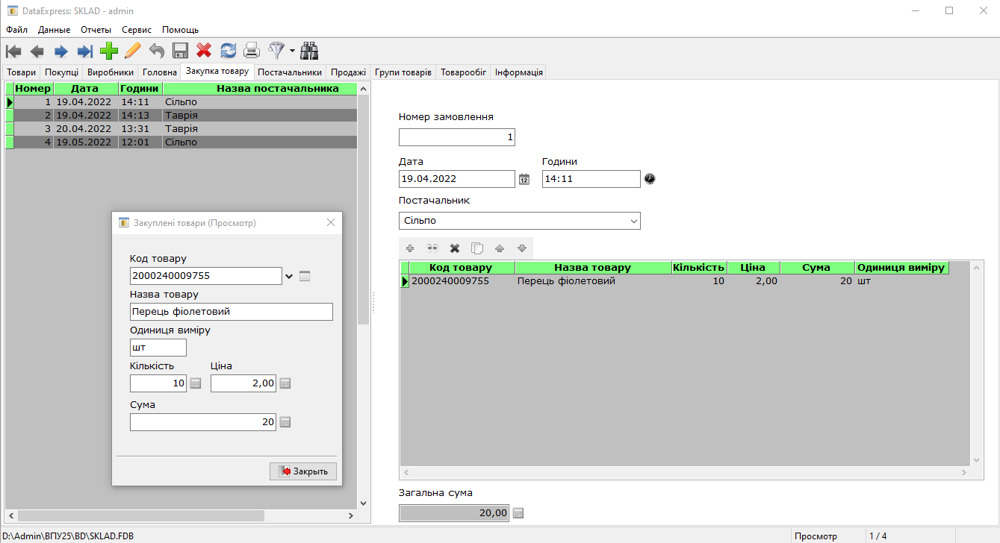 DataExpress: SKLAD - admin
Файл Данные Отчеты Сервис Помощь
Товари Покупці Виробники Головна Закупка товару Постачальники Продажі Групи товарів Товарообіг Інформація
Номер Дата Години Назва постачальника
1 19.04.2022 14:11 Сільпо
2 19.04.2022 14:13 Таврія
3 20.04.2022 13:31 Таврія
4 19.05.2022 12:01 Сільпо
Закуплені товари (Просмотр)
Код товару
2000240009755
Назва товару
Перець фіолетовий
Одиниця виміру
шт
Кількість Ціна
10 2,00
Сума
20
Закрыть
Номер замовлення
1
Дата Години
19.04.2022 12 14:11
Постачальник
Сільпо
Код товару Назва товару Кількість Ціна Сума Одиниця виміру
2000240009755 Перець фіолетовий 10 2,00 20 шт
Загальна сума
20,00
D:\Admin\ВПУ25\BD\SKLAD.FDB Просмотр 1 / 4